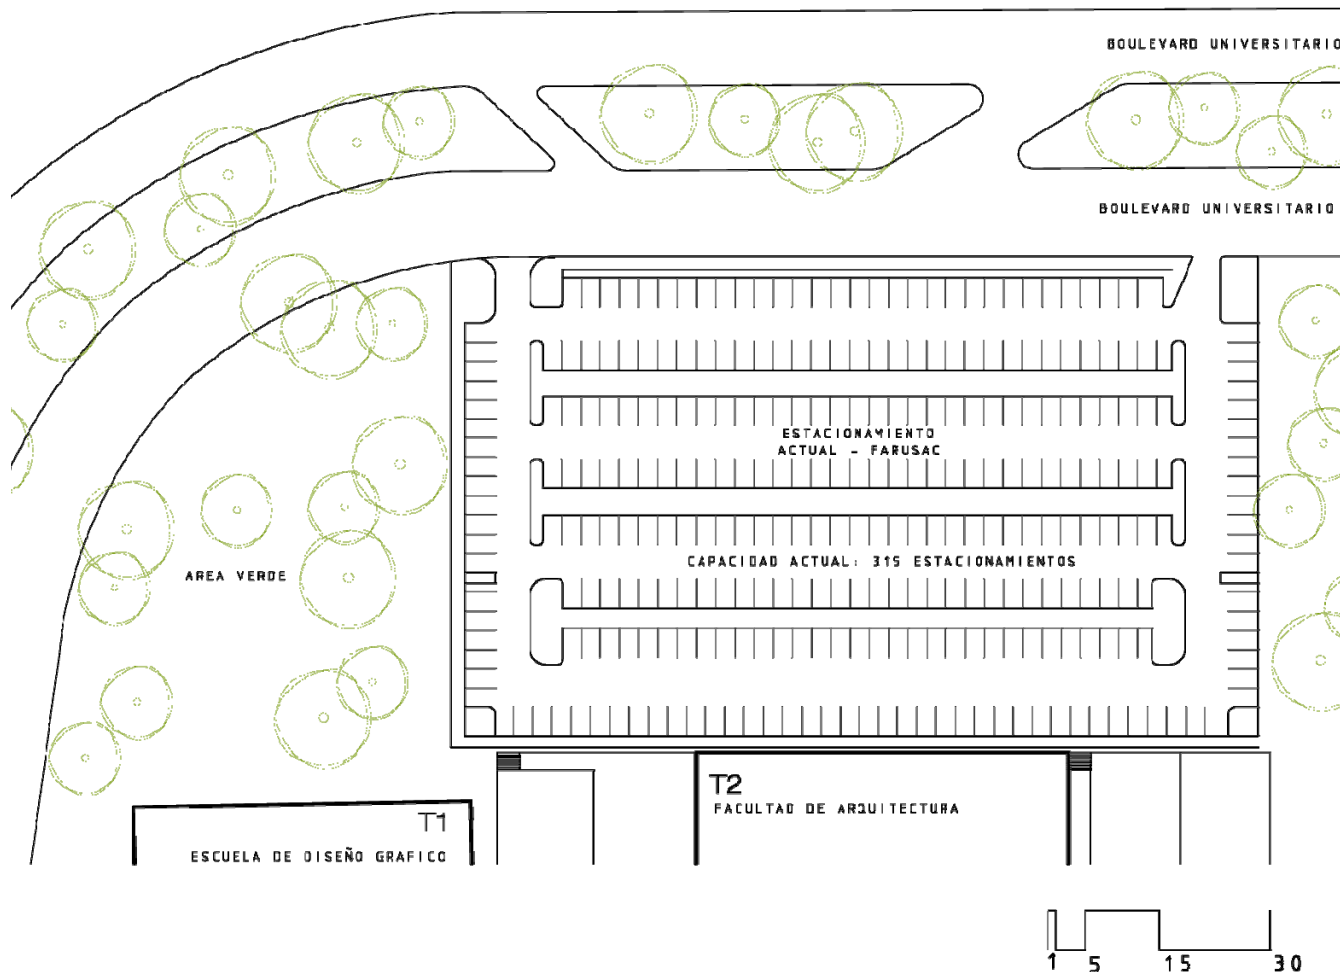 BOULEVARD UNIVERSITARIO
BOULEVARD UNIVERSITARIO
ESTACIONAMIENTO
ACTUAL - FARUSAC
CAPACIDAD ACTUAL: 315 ESTACIONAMIENTOS
AREA VERDE
T2
FACULTAD DE ARQUITECTURA
T1
ESCUELA DE DISEÑO GRAFICO
1 5 15 30